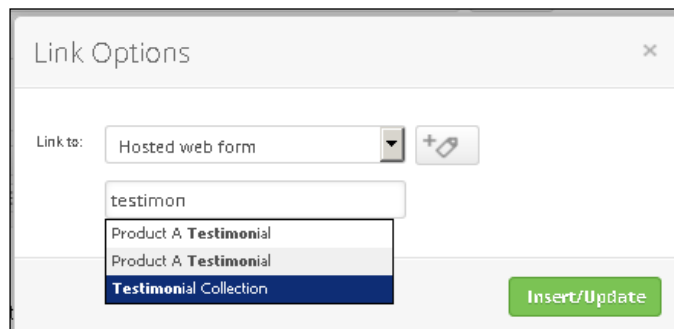 Link Options
×
Link to:
Hosted web form
testimon
Product A Testimonial
Product A Testimonial
Testimonial Collection
Insert/Update